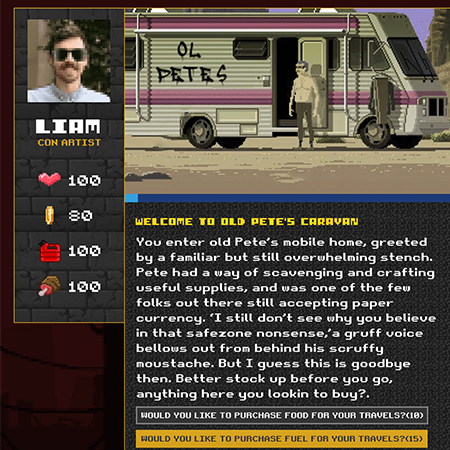 OL
PETES
LIAM
CON ARTIST
100
80
100
100
WELCOME TO OLD PETE'S CARAVAN
You enter old Pete's mobile home, greeted
by a familiar but still overwhelming stench.
Pete had a way of scavenging and crafting
useful supplies, and was one of the few
folks out there still accepting paper
currency. 'I still don't see why you believe
in that safezone nonsense,'a gruff voice
bellows out from behind his scruffy
moustache. But I guess this is goodbye
then. Better stock up before you go,
anything here you lookin to buy?.
WOULD YOU LIKE TO PURCHASE FOOD FOR YOUR TRAVELS?(10)
WOULD YOU LIKE TO PURCHASE FUEL FOR YOUR TRAVELS?(15)